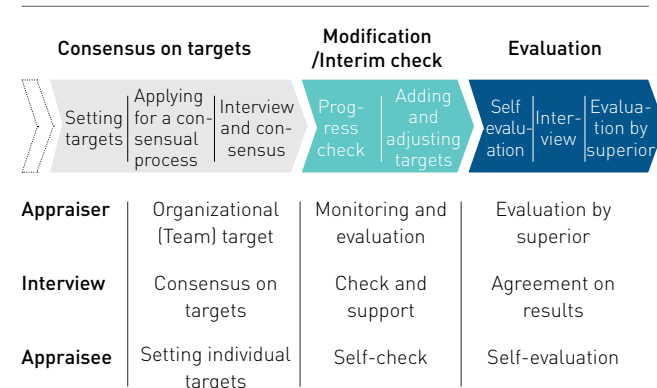 Consensus on targets
Modification
/Interim check
Evaluation
Setting
targets
Applying
for a con-
sensual
process
Interview
and con-
sensus
Prog-
ress
check
Adding
and
adjusting
targets
Self
evalu-
ation
Inter-
view
Evalua-
tion by
superior
Appraiser
Organizational
(Team) target
Monitoring and
evaluation
Evaluation by
superior
Interview
Consensus on
targets
Check and
support
Agreement on
results
Appraisee
Setting individual
targets
Self-check
Self-evaluation